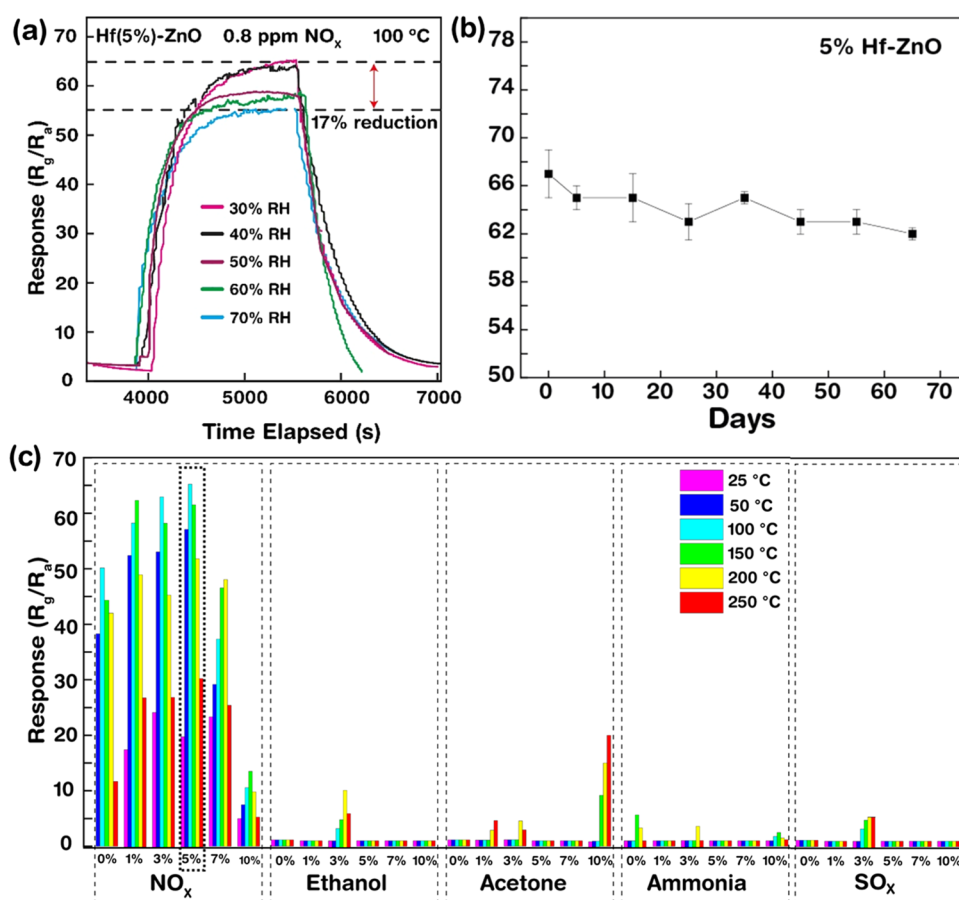 (a)
Hf(5%)-ZnO 0.8 ppm NOx 100 °C
17% reduction
30% RH
40% RH
50% RH
60% RH
70% RH
Response (Rg/Ra)
70
60
50
40
30
20
10
0
4000 5000 6000 7000
Time Elapsed (s)
(b)
5% Hf-ZnO
78
74
70
66
62
58
54
50
0 10 20 30 40 50 60 70
Days
(c)
Response (Rg/Ra)
70
60
50
40
30
20
10
0
25 °C
50 °C
100 °C
150 °C
200 °C
250 °C
0% 1% 3% 5% 7% 10% 0% 1% 3% 5% 7% 10% 0% 1% 3% 5% 7% 10% 0% 1% 3% 5% 7% 10% 0% 1% 3% 5% 7% 10%
NOX Ethanol Acetone Ammonia SOX